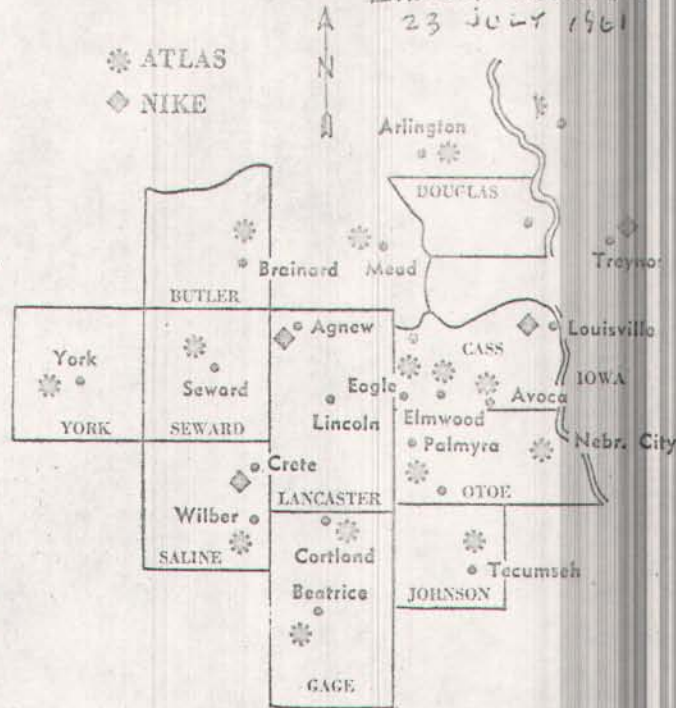 23 JULY 1961
ATLAS
N
NIKE
Arlington
DOUGLAS
Brainard
Mead
Treynor
BUTLER
Agnew
Louisville
York
CASS
IOWA
Seward
Eagle
Avoca
Lincoln
Elmwood
YORK
SEWARD
Palmyra
Nebr. City
Crete
LANCASTER
OTOE
Wilber
SALINE
Cortland
Tecumseh
Beatrice
JOHNSON
GAGE